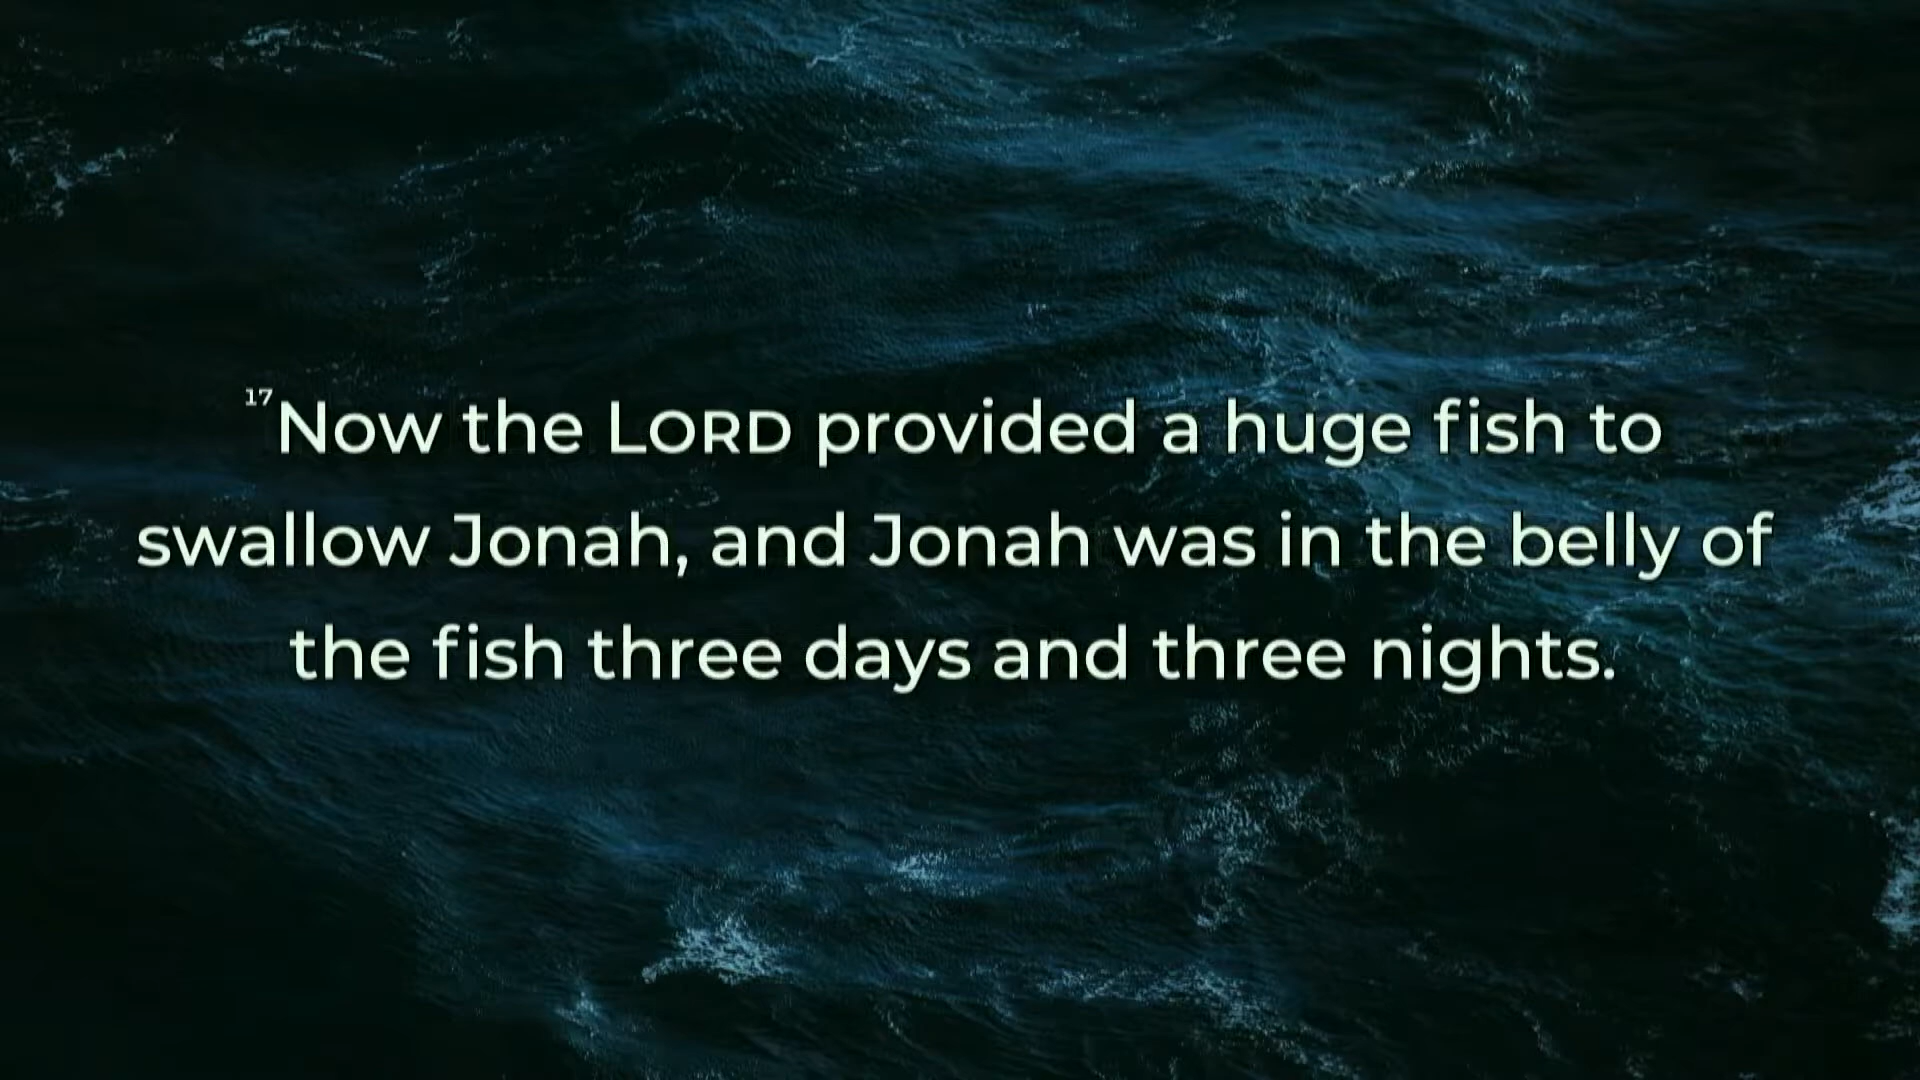 17Now the LORD provided a huge fish to
swallow Jonah, and Jonah was in the belly of
the fish three days and three nights.